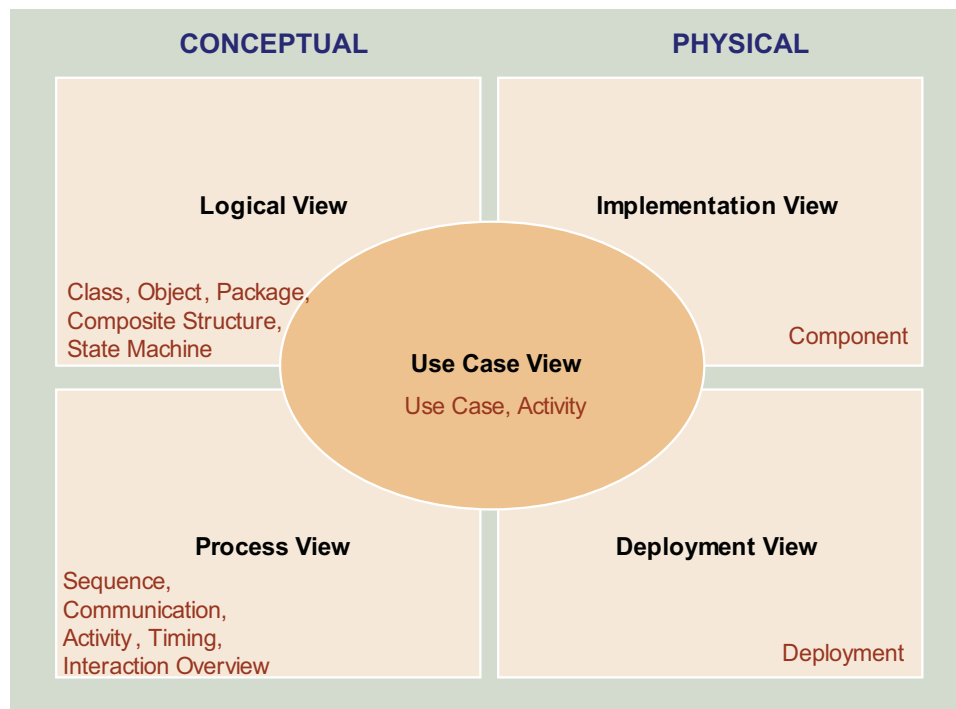 CONCEPTUAL
PHYSICAL
Logical View
Implementation View
Class, Object, Package,
Composite Structure,
State Machine
Component
Use Case View
Use Case, Activity
Process View
Deployment View
Sequence,
Communication,
Activity, Timing,
Interaction Overview
Deployment